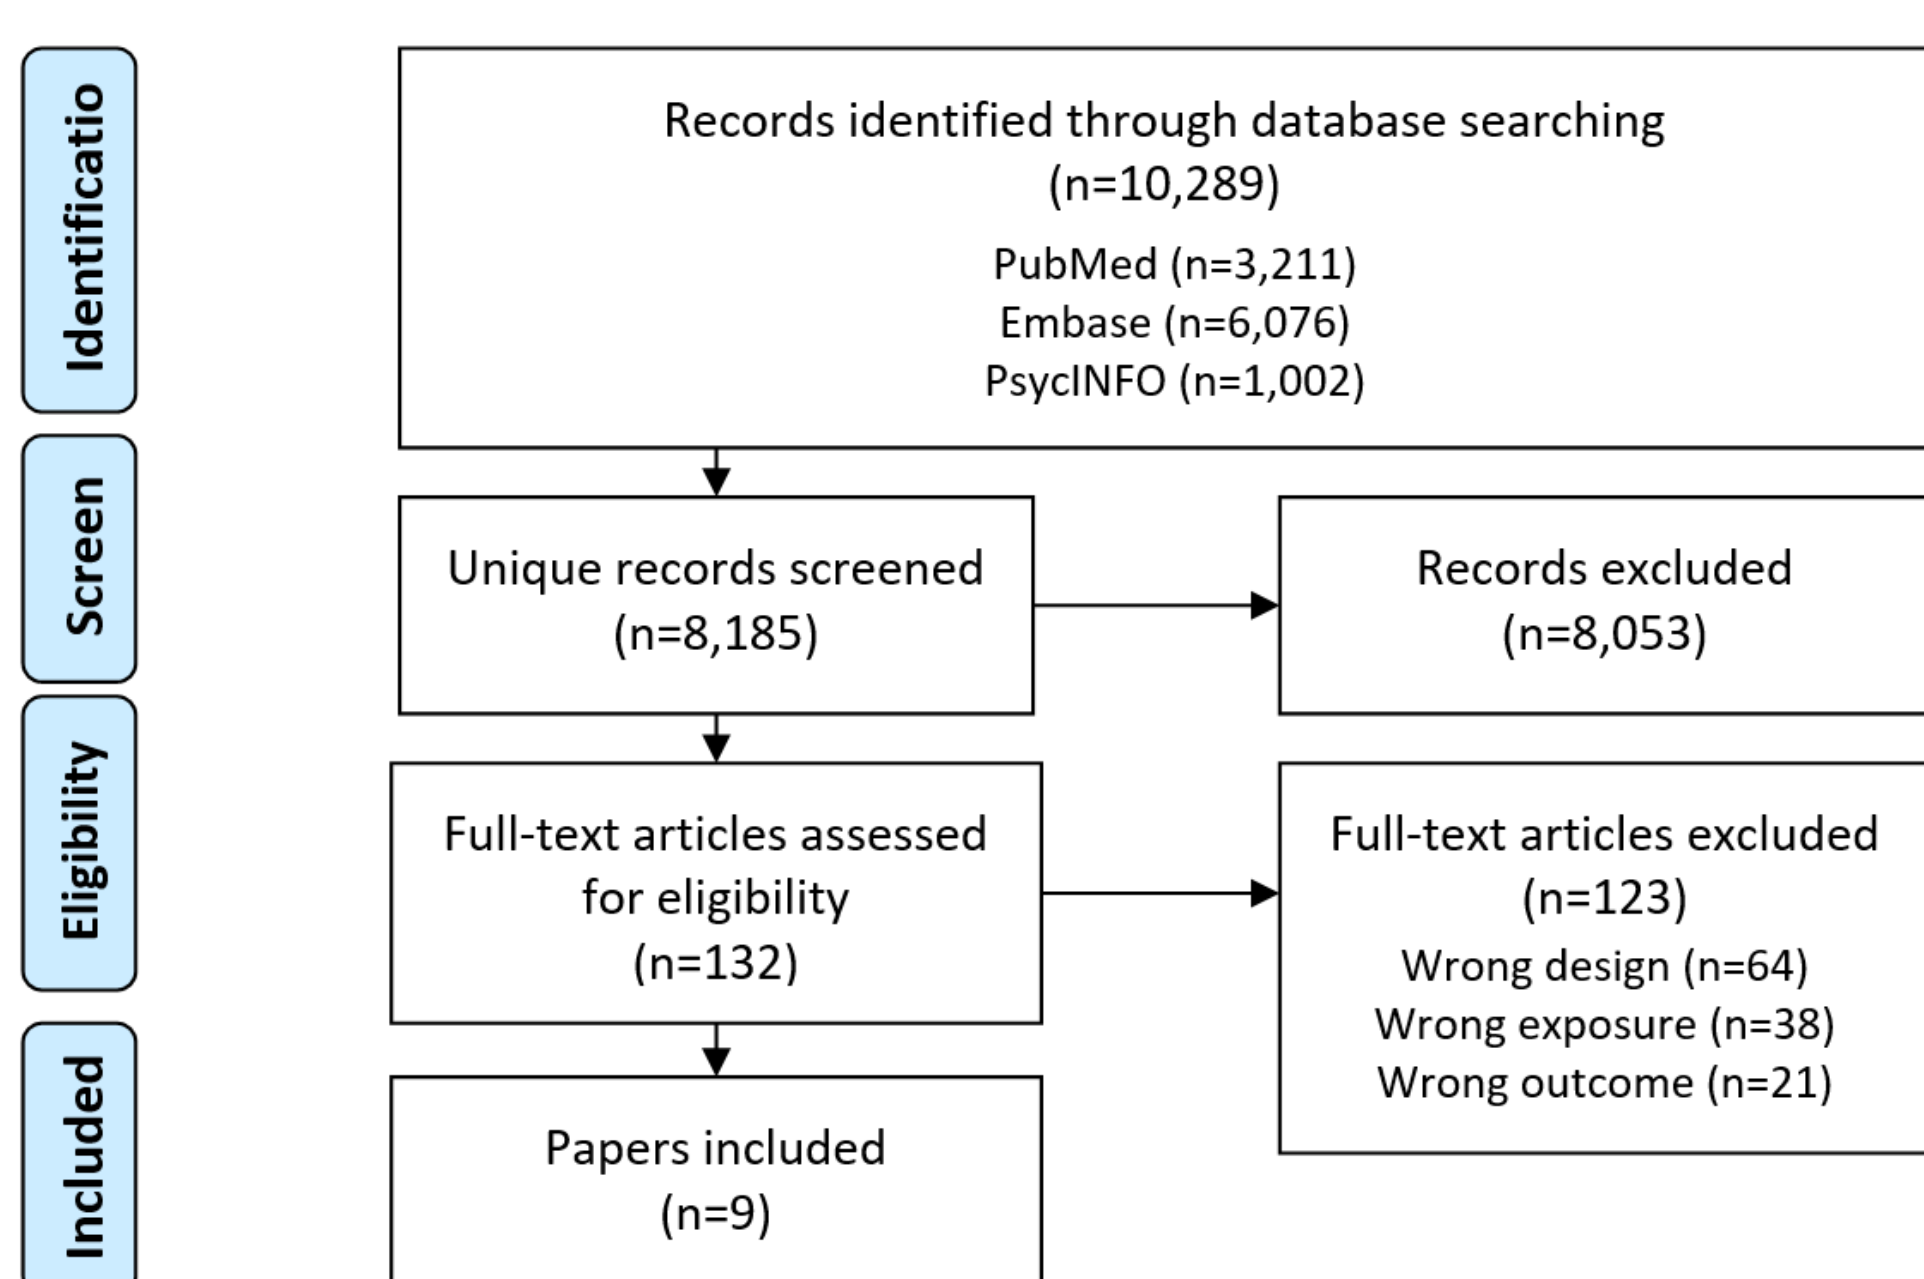 Identificatio
Records identified through database searching
(n=10,289)
PubMed (n=3,211)
Embase (n=6,076)
PsycINFO (n=1,002)
Screen
Unique records screened
(n=8,185)
Records excluded
(n=8,053)
Eligibility
Full-text articles assessed
for eligibility
(n=132)
Full-text articles excluded
(n=123)
Wrong design (n=64)
Wrong exposure (n=38)
Wrong outcome (n=21)
Included
Papers included
(n=9)